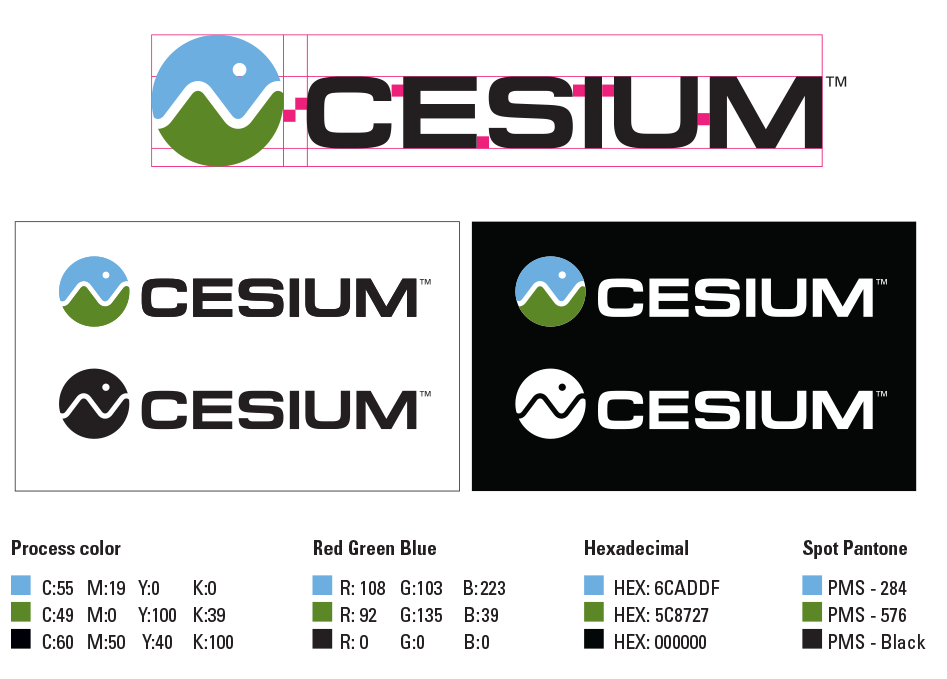 CESIUM™
CESIUM™
CESIUM™
CESIUM™
CESIUM™
Process color
C:55 M:19 Y:0 K:0
C:49 M:0 Y:100 K:39
C:60 M:50 Y:40 K:100
Red Green Blue
R: 108 G:103 B:223
R: 92 G:135 B:39
R: 0 G:0 B:0
Hexadecimal
HEX: 6CADDF
HEX: 5C8727
HEX: 000000
Spot Pantone
PMS - 284
PMS - 576
PMS - Black